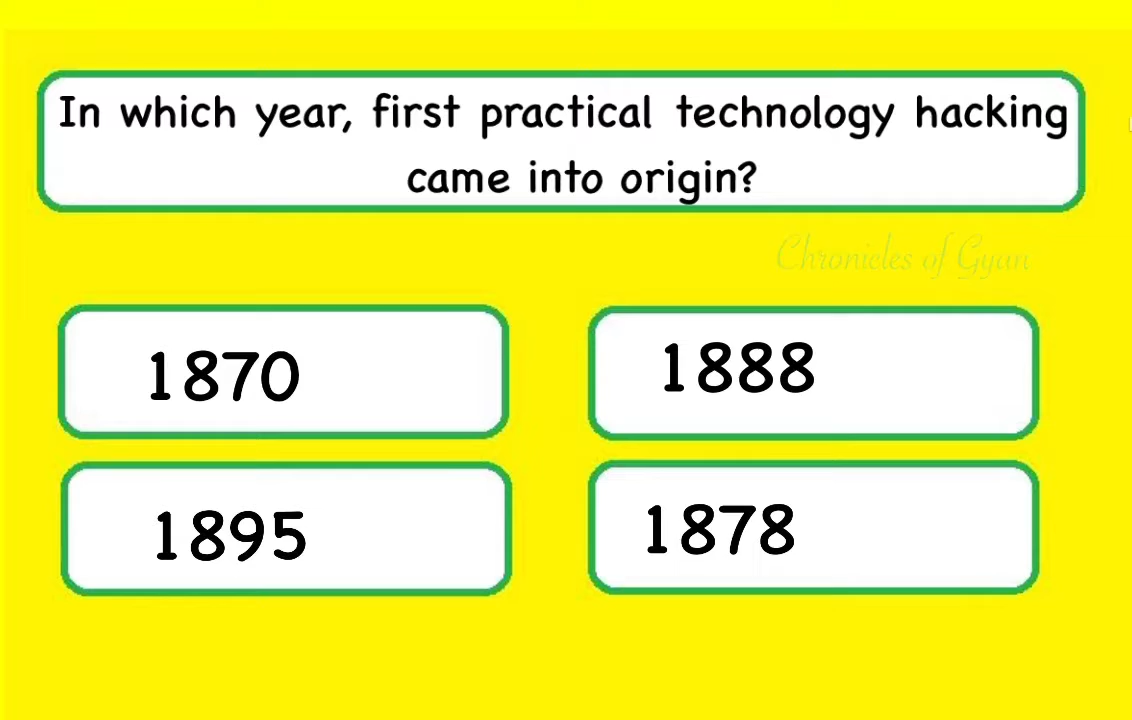 In which year, first practical technology hacking
came into origin?
Chronicles of Gyan
1870
1888
1895
1878